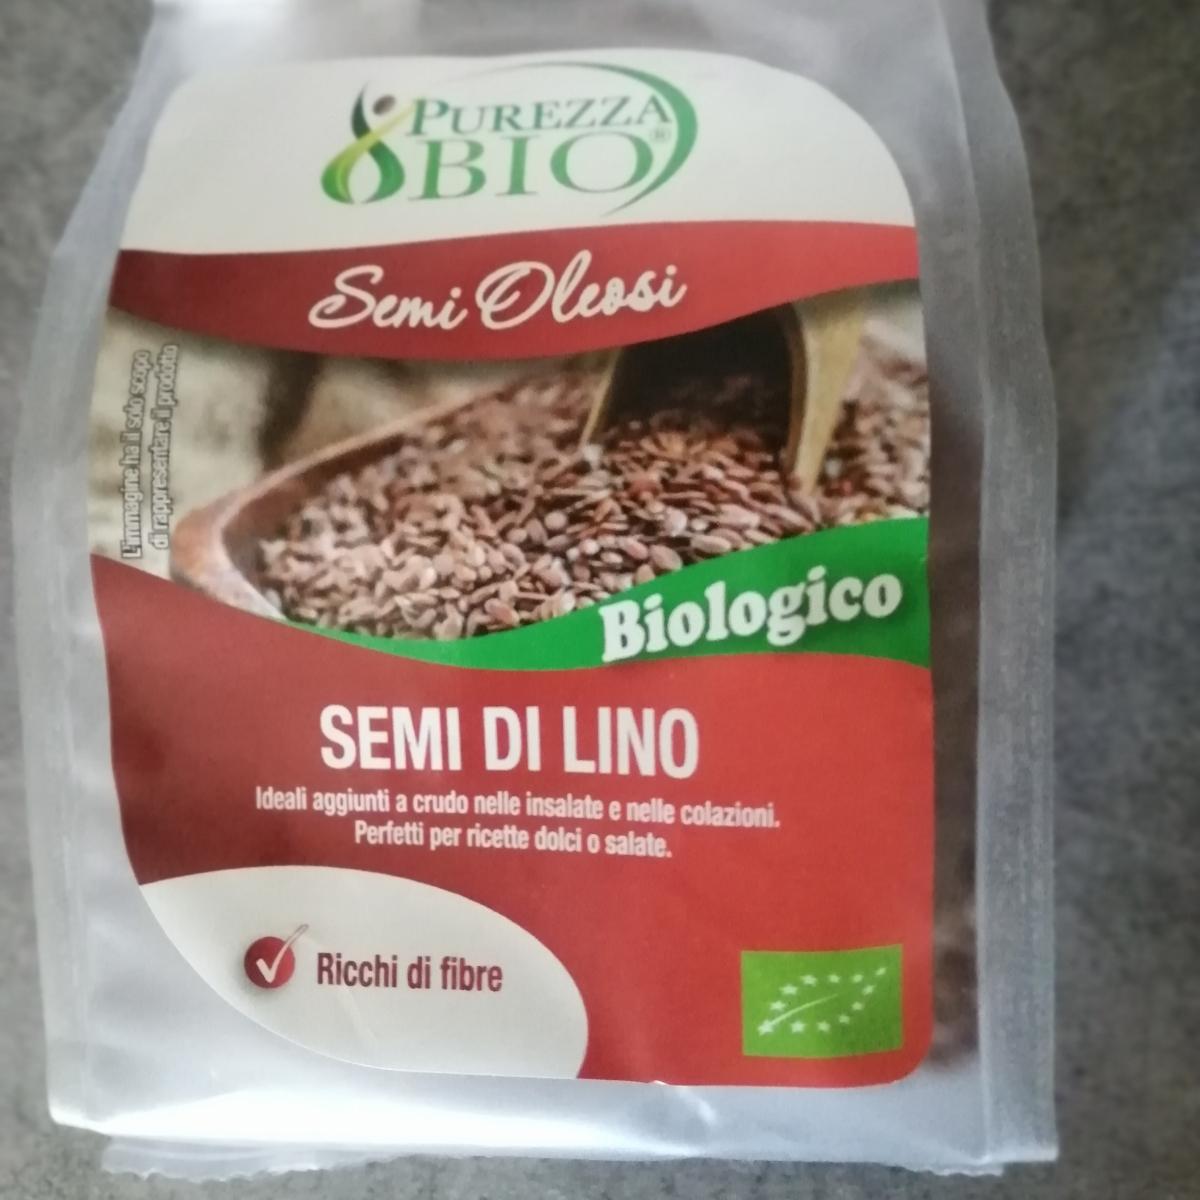 PUREZZA
BIO®
Semi Oleosi
L'immagine ha il solo scopo
di rappresentare il prodotto
Biologico
SEMI DI LINO
Ideali aggiunti a crudo nelle insalate e nelle colazioni.
Perfetti per ricette dolci o salate.
Ricchi di fibre